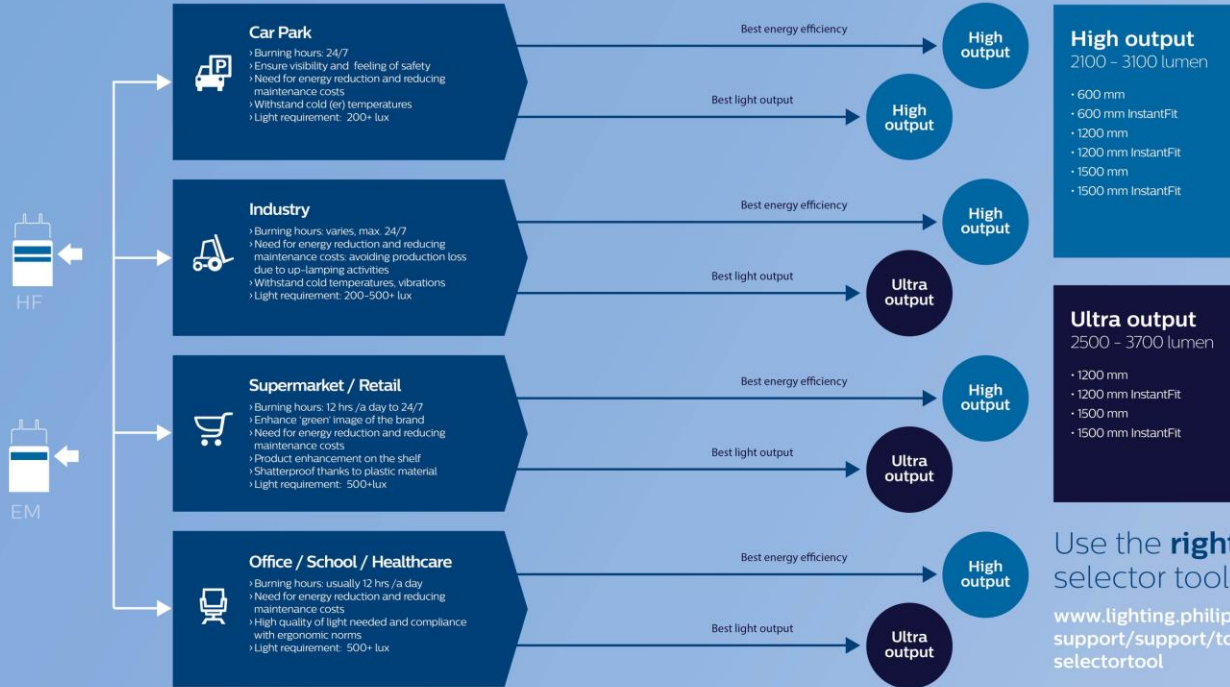 HF
EM
Car Park
› Burning hours: 24/7
› Ensure visibility and feeling of safety
› Need for energy reduction and reducing
maintenance costs
› Withstand cold (er) temperatures
› Light requirement: 200+ lux
Best energy efficiency
High
output
Best light output
High
output
Industry
› Burning hours: varies, max. 24/7
› Need for energy reduction and reducing
maintenance costs: avoiding production loss
due to up-lamping activities
› Withstand cold temperatures, vibrations
› Light requirement: 200-500+ lux
Best energy efficiency
High
output
Best light output
Ultra
output
Supermarket / Retail
› Burning hours: 12 hrs /a day to 24/7
› Enhance 'green' image of the brand
› Need for energy reduction and reducing
maintenance costs
› Product enhancement on the shelf
› Shatterproof thanks to plastic material
› Light requirement: 500+lux
Best energy efficiency
High
output
Best light output
Ultra
output
Office / School / Healthcare
› Burning hours: usually 12 hrs /a day
› Need for energy reduction and reducing
maintenance costs
› High quality of light needed and compliance
with ergonomic norms
› Light requirement: 500+ lux
Best energy efficiency
High
output
Best light output
Ultra
output
High output
2100 - 3100 lumen
• 600 mm
• 600 mm InstantFit
• 1200 mm
• 1200 mm InstantFit
• 1500 mm
• 1500 mm InstantFit
Ultra output
2500 - 3700 lumen
• 1200 mm
• 1200 mm InstantFit
• 1500 mm
• 1500 mm InstantFit
Use the right
selector tool
www.lighting.philip
support/support/to
selectortool